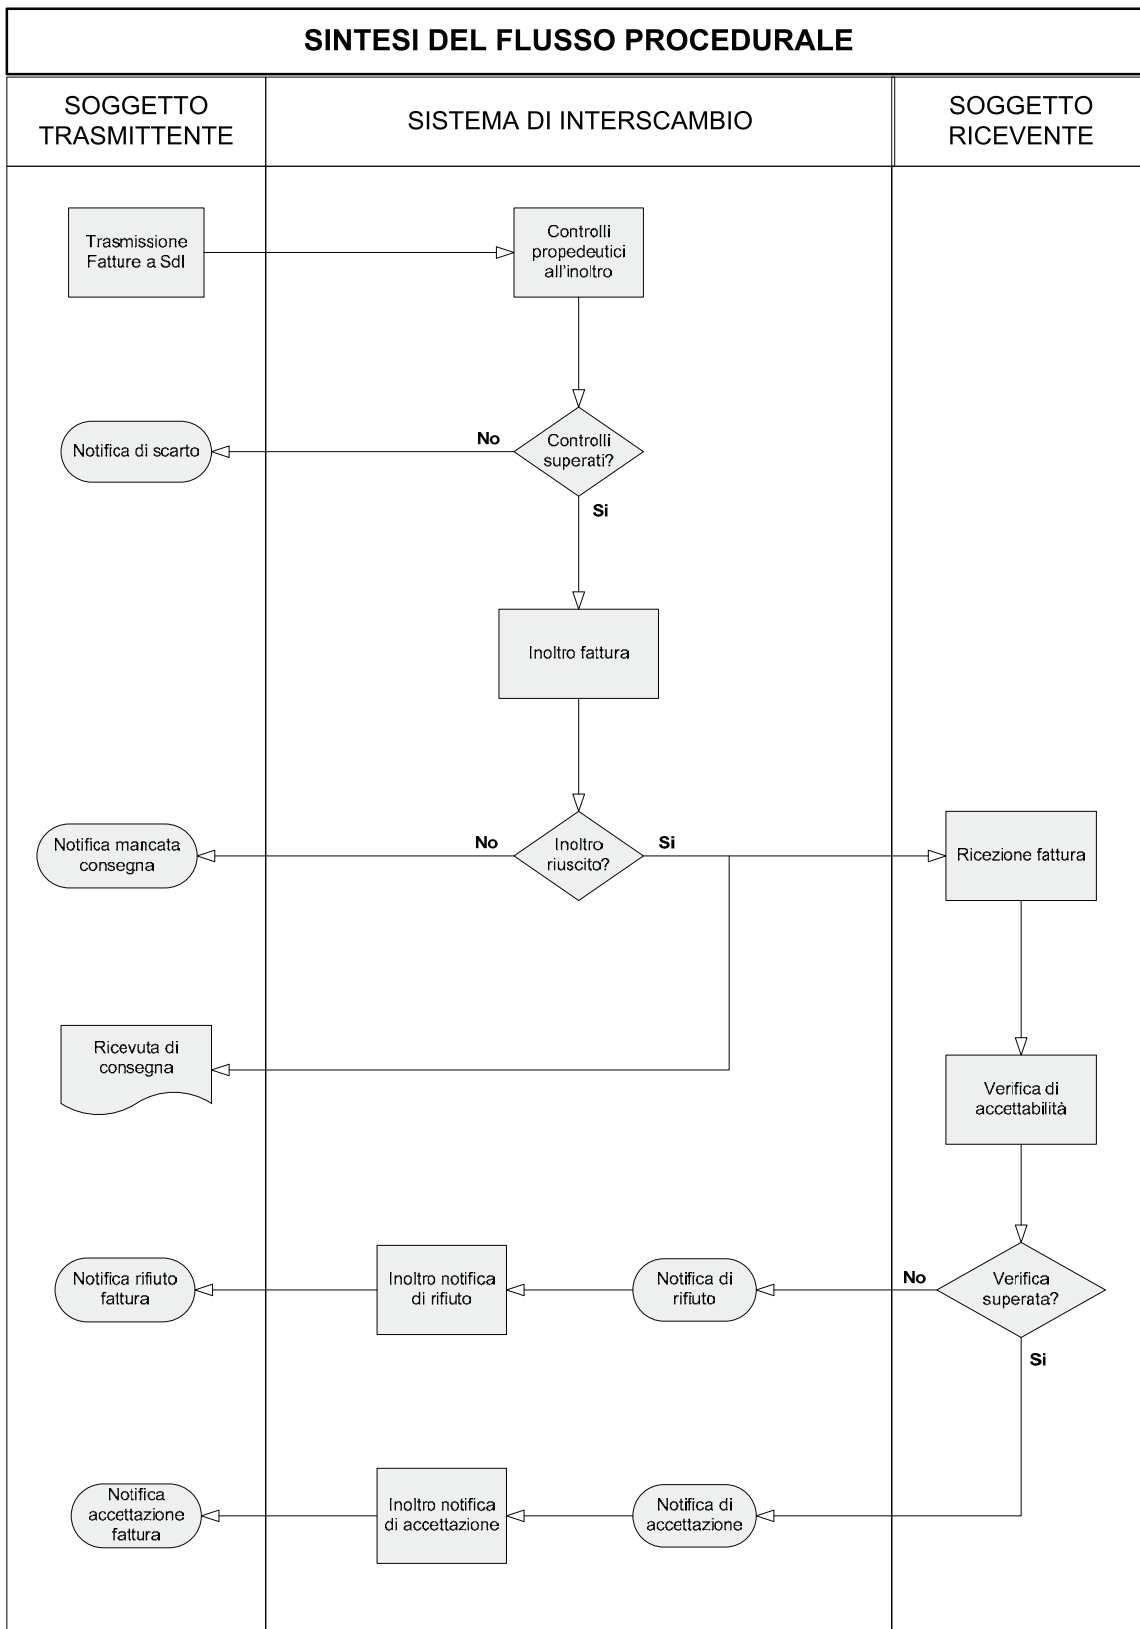 SINTESI DEL FLUSSO PROCEDURALE
SOGGETTO
TRASMITTENTE
SISTEMA DI INTERSCAMBIO
SOGGETTO
RICEVENTE
Trasmissione
Fatture a SdI
Controlli
propedeutici
all'inoltro
Notifica di scarto
No
Controlli
superati?
Si
Inoltro fattura
Notifica mancata
consegna
No
Inoltro
riuscito?
Si
Ricezione fattura
Ricevuta di
consegna
Verifica di
accettabilità
Notifica rifiuto
fattura
Inoltro notifica
di rifiuto
Notifica di
rifiuto
No
Verifica
superata?
Si
Notifica
accettazione
fattura
Inoltro notifica
di accettazione
Notifica di
accettazione